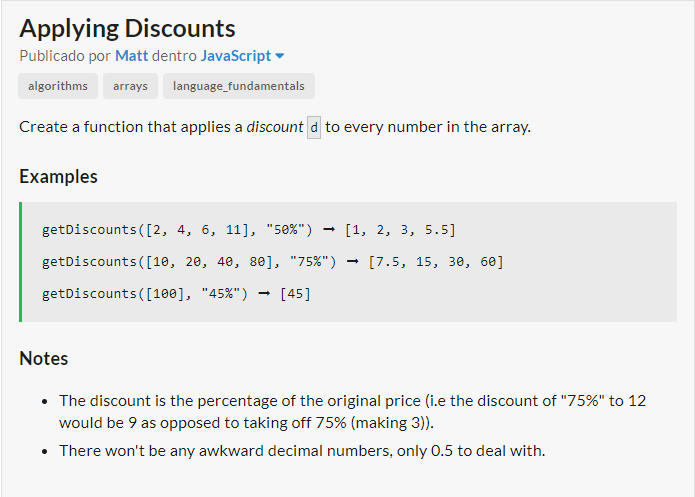 Applying Discounts
Publicado por Matt dentro JavaScript
algorithms arrays language_fundamentals
Create a function that applies a discount d to every number in the array.
Examples
getDiscounts([2, 4, 6, 11], "50%") ➞ [1, 2, 3, 5.5]
getDiscounts([10, 20, 40, 80], "75%") ➞ [7.5, 15, 30, 60]
getDiscounts([100], "45%") ➞ [45]
Notes
• The discount is the percentage of the original price (i.e the discount of "75%" to 12
would be 9 as opposed to taking off 75% (making 3)).
• There won't be any awkward decimal numbers, only 0.5 to deal with.